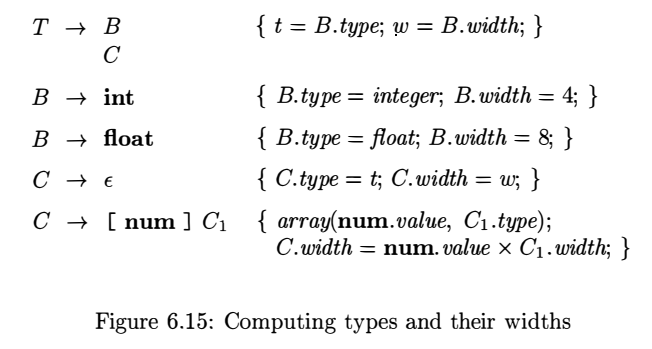 T → B { t = B.type; w = B.width; }
C
B → int { B.type = integer; B.width = 4; }
B → float { B.type = float; B.width = 8; }
C → ϵ { C.type = t; C.width = w; }
C → [ num ] C₁ { array(num.value, C₁.type);
C.width = num.value × C₁.width; }
Figure 6.15: Computing types and their widths